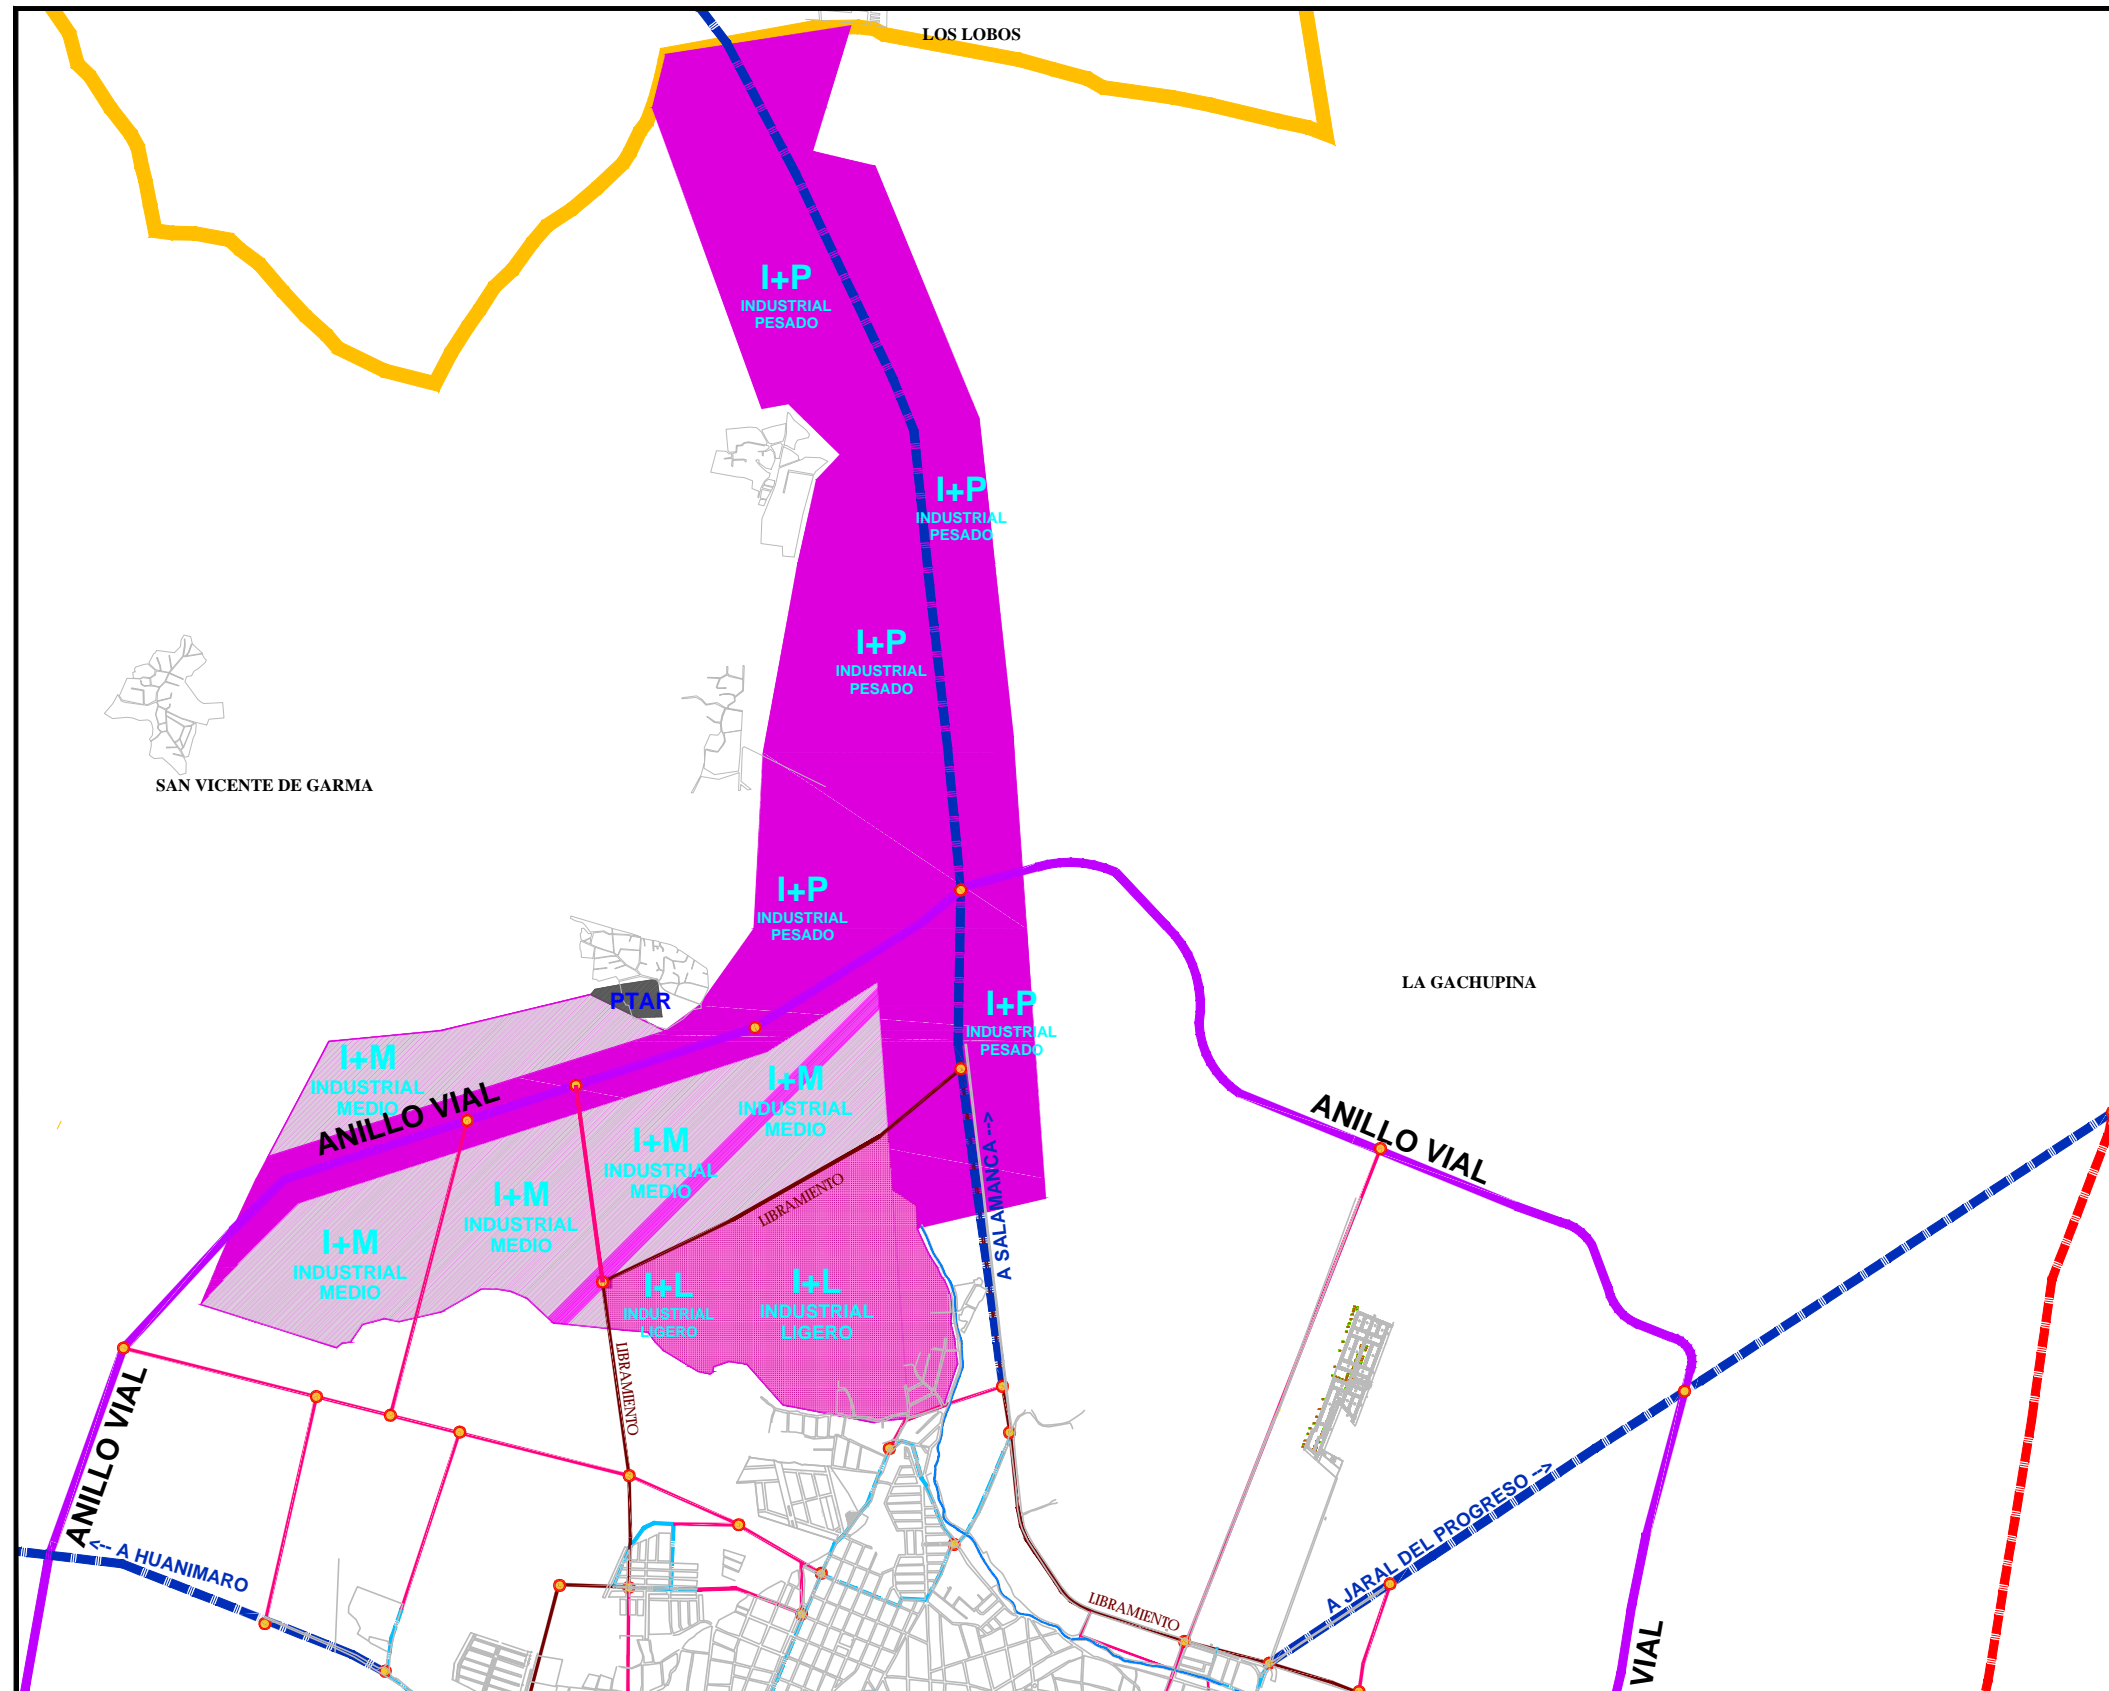 LOS LOBOS
I+P
INDUSTRIAL
PESADO
I+P
INDUSTRIAL
PESADO
I+P
INDUSTRIAL
PESADO
SAN VICENTE DE GARMA
I+P
INDUSTRIAL
PESADO
LA GACHUPINA
PTAR
I+P
INDUSTRIAL
PESADO
I+M
INDUSTRIAL
MEDIO
ANILLO VIAL
I+M
INDUSTRIAL
MEDIO
I+M
INDUSTRIAL
MEDIO
I+M
INDUSTRIAL
MEDIO
I+M
INDUSTRIAL
MEDIO
LIBRAMIENTO
A SALAMANCA -->
ANILLO VIAL
I+L
INDUSTRIAL
LIGERO
I+L
INDUSTRIAL
LIGERO
LIBRAMIENTO
ANILLO VIAL
<-- A HUANIMARO
A JARAL DEL PROGRESO -->
LIBRAMIENTO
VIAL